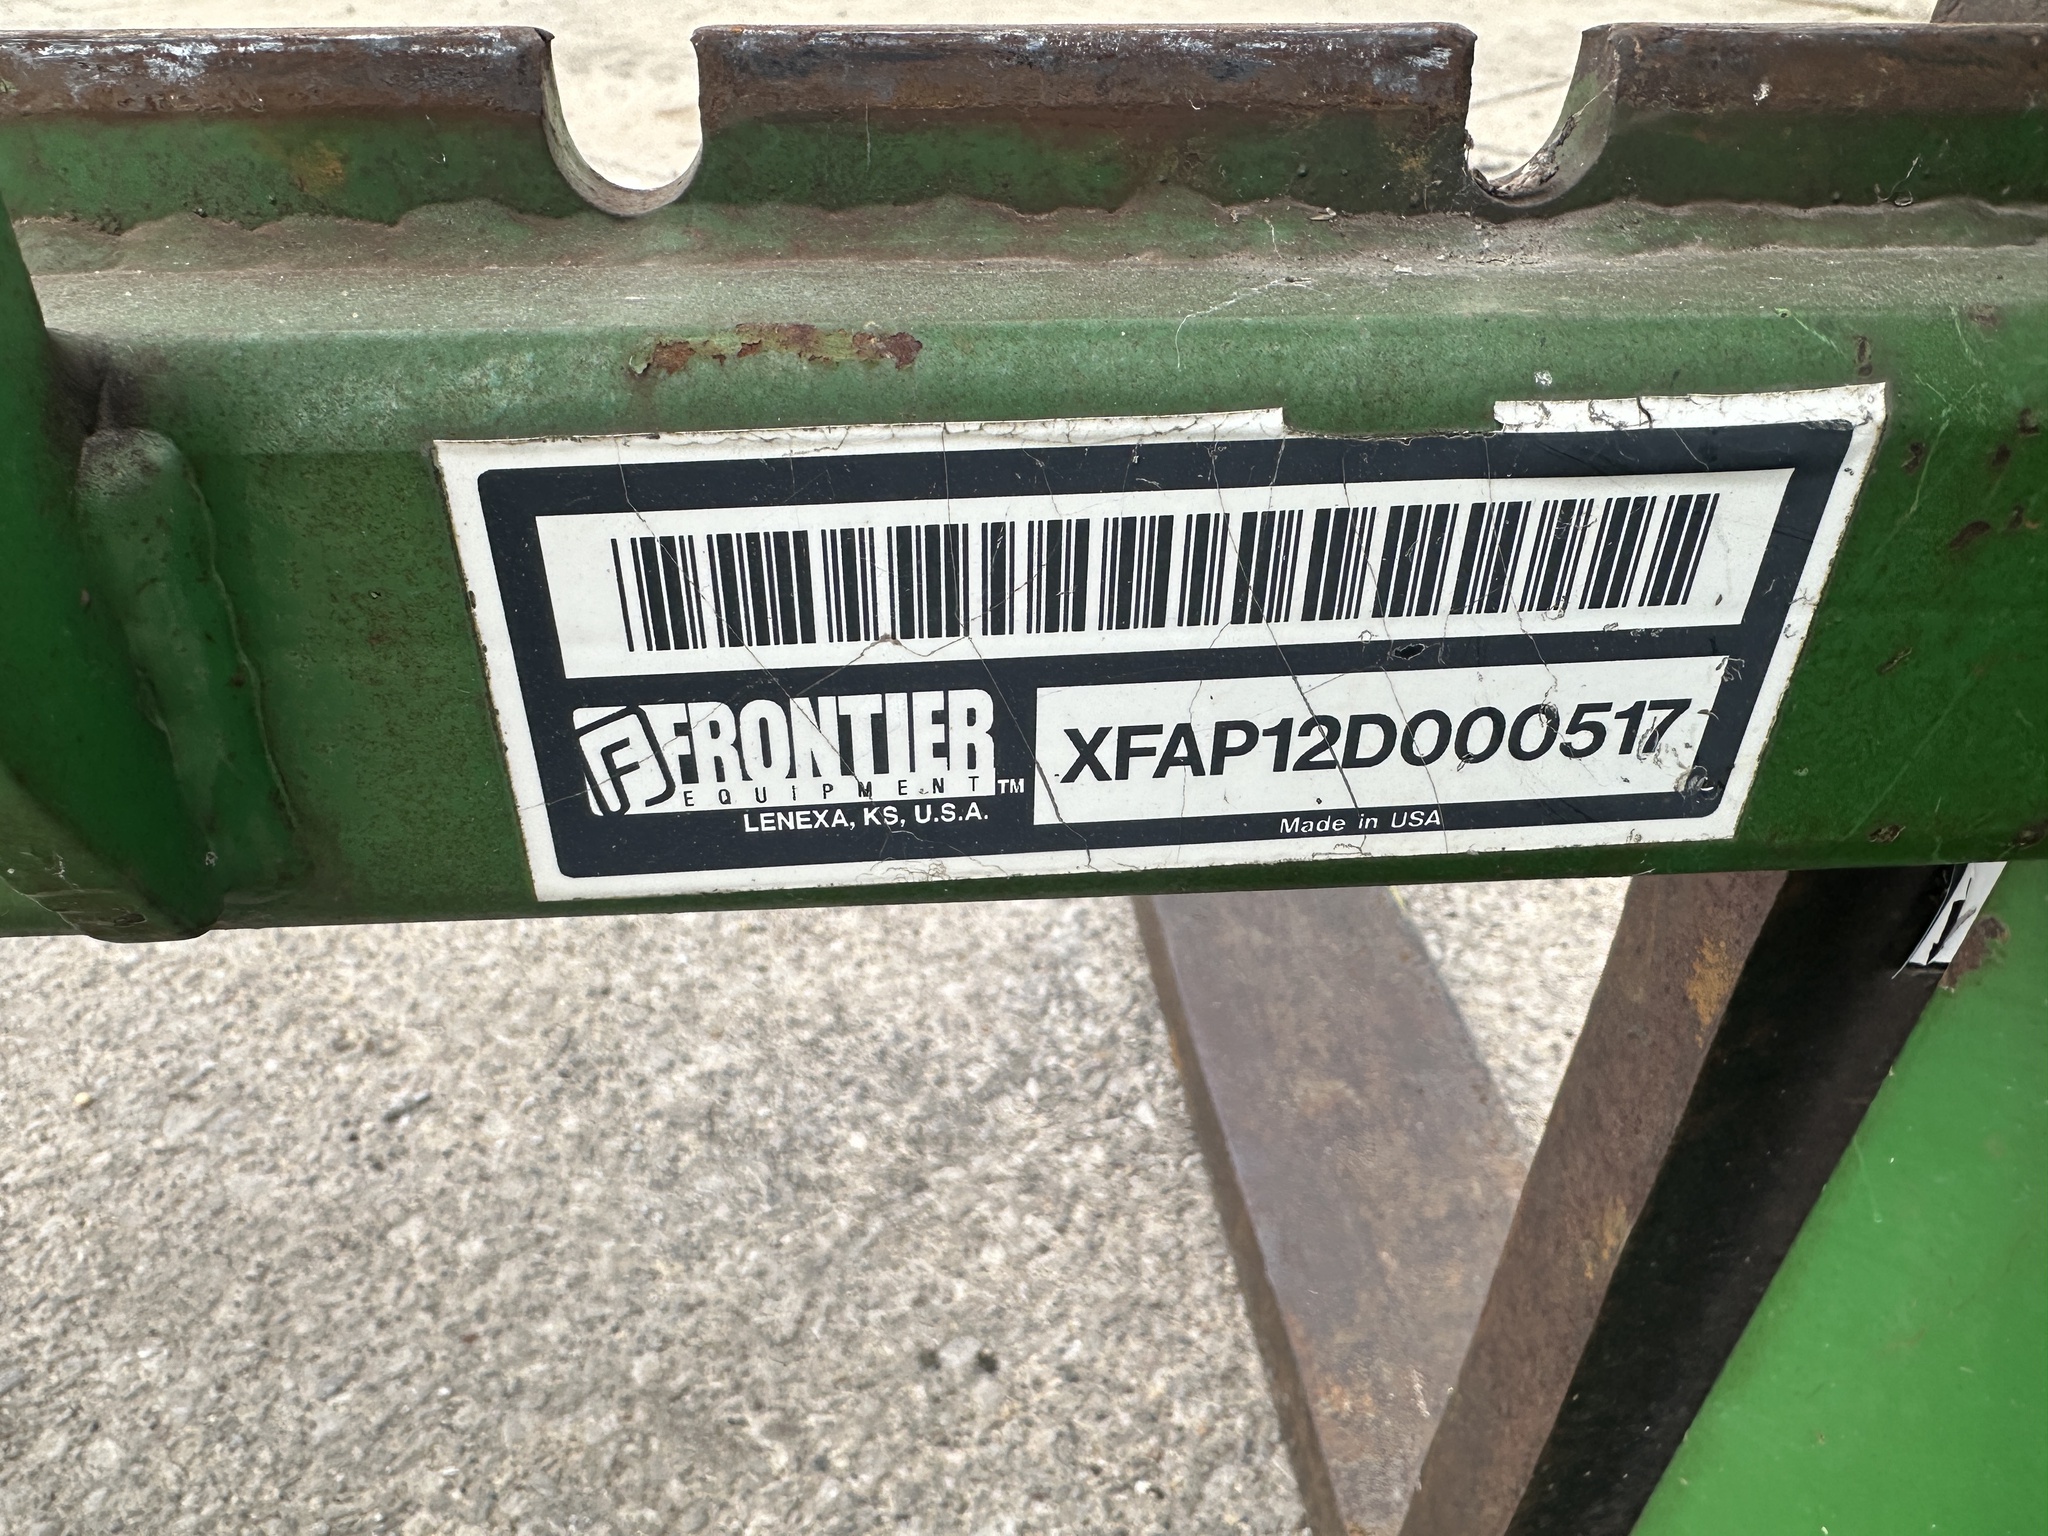 FRONTIER
EQUIPMENT™
LENEXA, KS, U.S.A.
XFAP12D000517
Made in USA